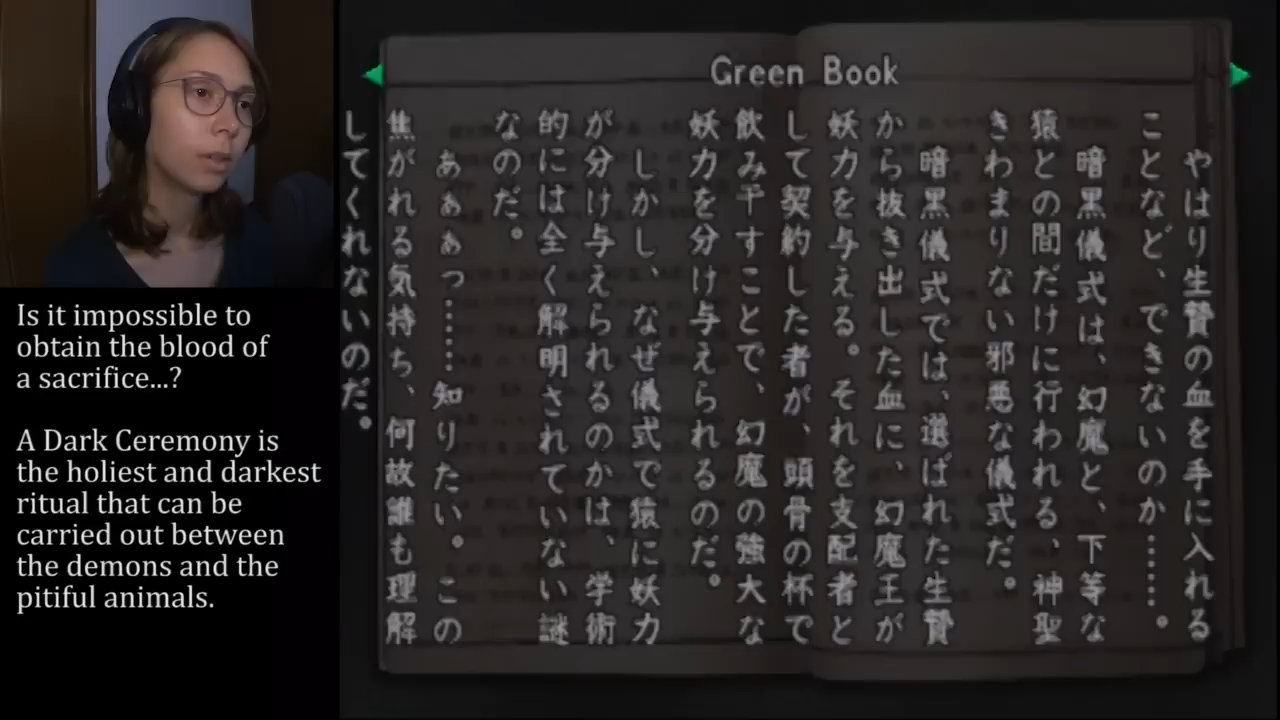 Is it impossible to
obtain the blood of
a sacrifice...?
A Dark Ceremony is
the holiest and darkest
ritual that can be
carried out between
the demons and the
pitiful animals.
Green Book
やはり生贄の血を手に入れる
ことなど、できないのか……。
暗黒儀式は、幻魔と、下等な
猿との間だけに行われる、神聖
きわまりない邪悪な儀式だ。
暗黒儀式では、選ばれた生贄
から抜き出した血に、幻魔王が
妖力を与える。それを支配者と
して契約した者が、頭骨の杯で
飲み干すことで、幻魔の強大な
妖力を分け与えられるのだ。
しかし、なぜ儀式で猿に妖力
が分け与えられるのかは、学術
的には全く解明されていない謎
なのだ。
あぁぁっ……知りたい。この
焦がれる気持ち、何故誰も理解
してくれないのだ。